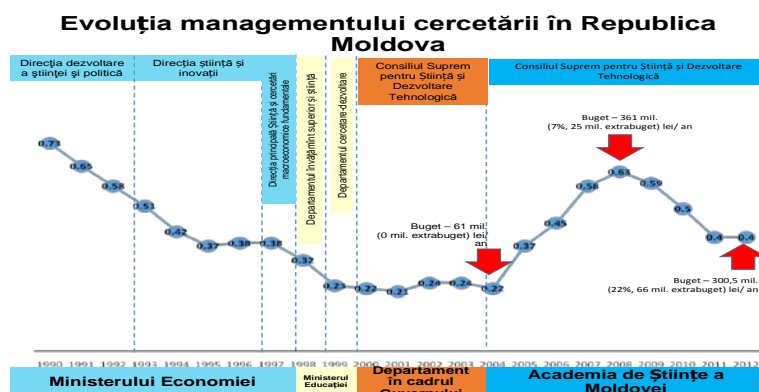 Evoluția managementului cercetării în Republica
Moldova
Direcţia dezvoltare
a ştiinţei şi politică
Direcția știință și
inovații
Direcția principală Știință și cercetări
macroeconomice fundamentale
Departamentul învățămînt superior și știință
Departamentul cercetare-dezvoltare
Consiliul Suprem
pentru Știință și
Dezvoltare
Tehnologică
Consiliul Suprem pentru Știință și Dezvoltare
Tehnologică
Buget – 361 mil.
(7%, 25 mil. extrabuget) lei/ an
Buget – 61 mil.
(0 mil. extrabuget) lei/
an
Buget – 300,5 mil.
(22%, 66 mil. extrabuget) lei/ an
0.73
0.65
0.58
0.51
0.42
0.37
0.38
0.38
0.32
0.23
0.22
0.21
0.24
0.24
0.22
0.37
0.45
0.58
0.63
0.59
0.5
0.4
0.4
1990 1991 1992 1993 1994 1995 1996 1997 1998 1999 2000 2001 2002 2003 2004 2005 2006 2007 2008 2009 2010 2011 2012
Ministerului Economiei
Ministerul
Educației
Departament
în cadrul
Guvernului
Academia de Științe a
Moldovei